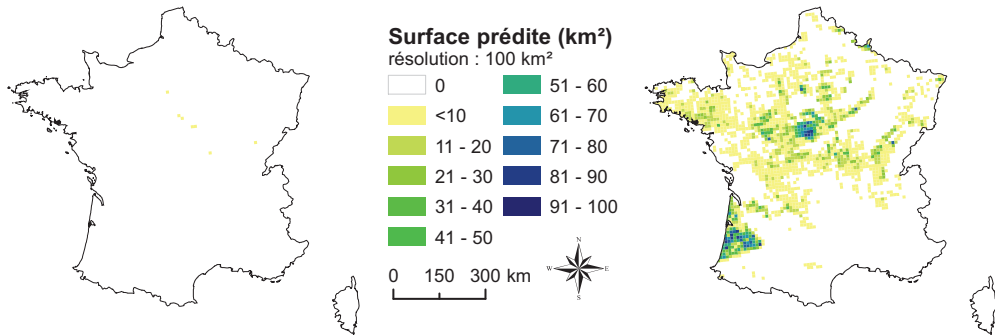 Surface prédite (km²)
résolution : 100 km²
0
<10
11 - 20
21 - 30
31 - 40
41 - 50
51 - 60
61 - 70
71 - 80
81 - 90
91 - 100
N
W
E
S
0 150 300 km